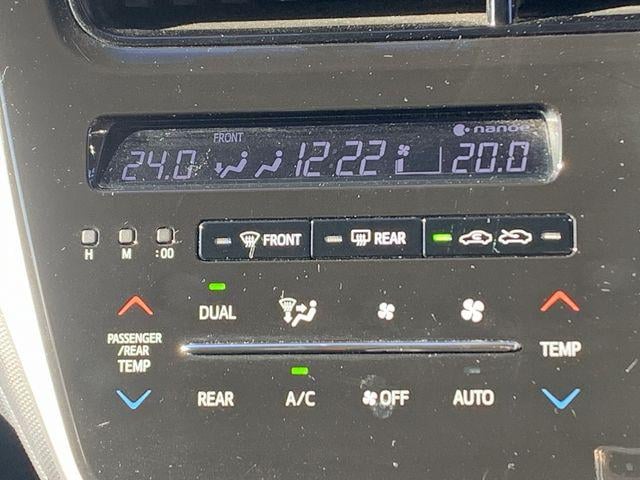 FRONT
nanoe
24.0 12:22 20.0
H M :00
FRONT REAR
DUAL
PASSENGER
/REAR
TEMP
TEMP
REAR A/C OFF AUTO